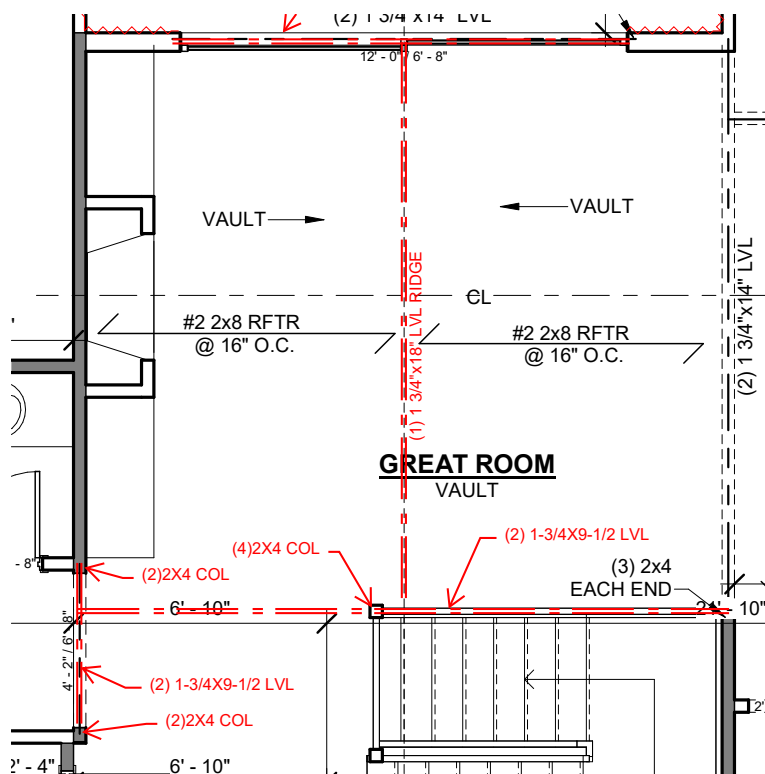 (2) 1 3/4"x14" LVL
12' - 0" / 6' - 8"
VAULT
VAULT
CL
#2 2x8 RFTR
@ 16" O.C.
#2 2x8 RFTR
@ 16" O.C.
(1) 1 3/4"x18" LVL RIDGE
(2) 1 3/4"x14" LVL
GREAT ROOM
VAULT
(2) 1-3/4X9-1/2 LVL
(4)2X4 COL
(2)2X4 COL
- 8"
(3) 2x4
EACH END
6' - 10"
10"
4' - 2" / 6' - 8"
(2) 1-3/4X9-1/2 LVL
(2)2X4 COL
2'
2' - 4"
6' - 10"